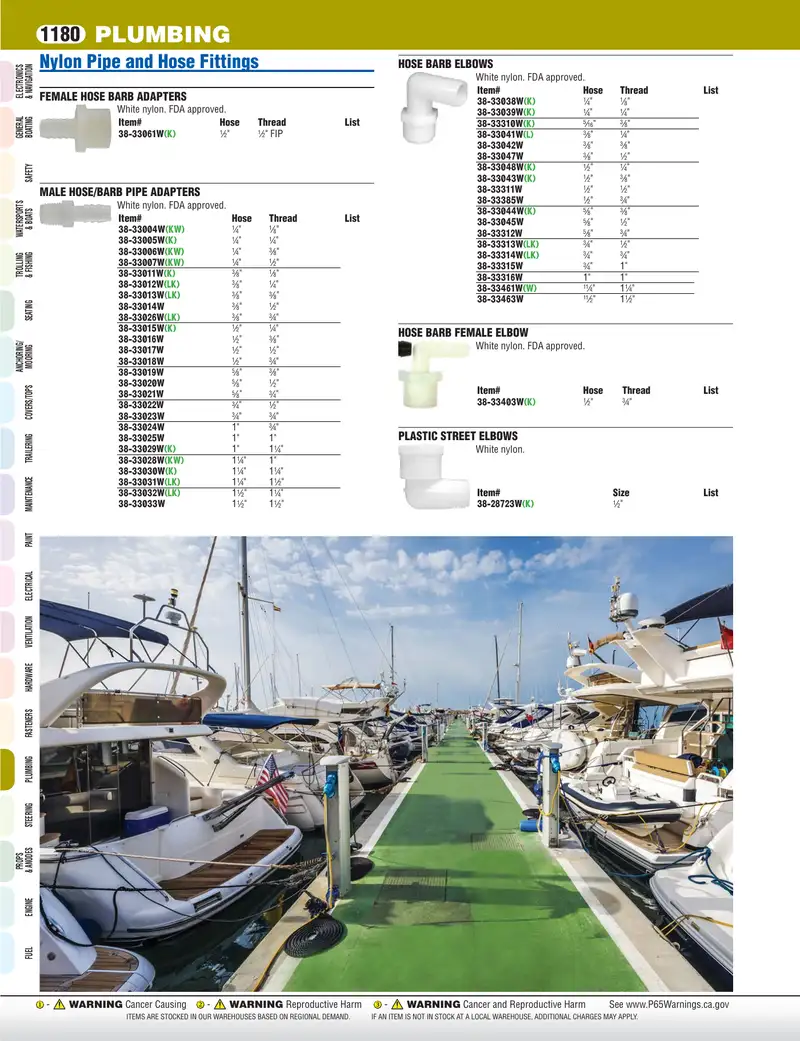 1180 PLUMBING
Nylon Pipe and Hose Fittings
FEMALE HOSE BARB ADAPTERS
White nylon. FDA approved.
Item# Hose Thread List
38-33061W(K) ½" ½" FIP
MALE HOSE/BARB PIPE ADAPTERS
White nylon. FDA approved.
Item# Hose Thread List
38-33004W(KW) ¼" ⅛"
38-33005W(K) ¼" ¼"
38-33006W(KW) ¼" ⅜"
38-33007W(KW) ¼" ½"
38-33011W(K) ⅜" ⅛"
38-33012W(LK) ⅜" ¼"
38-33013W(LK) ⅜" ⅜"
38-33014W ⅜" ½"
38-33026W(LK) ⅜" ¾"
38-33015W(K) ½" ¼"
38-33016W ½" ⅜"
38-33017W ½" ½"
38-33018W ½" ¾"
38-33019W ⅝" ⅜"
38-33020W ⅝" ½"
38-33021W ⅝" ¾"
38-33022W ¾" ½"
38-33023W ¾" ¾"
38-33024W 1" ¾"
38-33025W 1" 1"
38-33029W(K) 1" 1¼"
38-33028W(KW) 1¼" 1"
38-33030W(K) 1¼" 1¼"
38-33031W(LK) 1¼" 1½"
38-33032W(LK) 1½" 1¼"
38-33033W 1½" 1½"
HOSE BARB ELBOWS
White nylon. FDA approved.
Item# Hose Thread List
38-33038W(K) ¼" ⅛"
38-33039W(K) ¼" ¼"
38-33310W(K) 5⁄16" ⅜"
38-33041W(L) ⅜" ¼"
38-33042W ⅜" ⅜"
38-33047W ⅜" ½"
38-33048W(K) ½" ¼"
38-33043W(K) ½" ⅜"
38-33311W ½" ½"
38-33385W ½" ¾"
38-33044W(K) ⅝" ⅜"
38-33045W ⅝" ½"
38-33312W ⅝" ¾"
38-33313W(LK) ¾" ½"
38-33314W(LK) ¾" ¾"
38-33315W ¾" 1"
38-33316W 1" 1"
38-33461W(W) 1¼" 1¼"
38-33463W 1½" 1½"
HOSE BARB FEMALE ELBOW
White nylon. FDA approved.
Item# Hose Thread List
38-33403W(K) ½" ¾"
PLASTIC STREET ELBOWS
White nylon.
Item# Size List
38-28723W(K) ½"
ELECTRONICS
& NAVIGATION
GENERAL
BOATING
SAFETY
WATERSPORTS
& BOATS
TROLLING
& FISHING
SEATING
ANCHORING/
MOORING
COVERS/TOPS
TRAILERING
MAINTENANCE
PAINT
ELECTRICAL
VENTILATION
HARDWARE
FASTENERS
PLUMBING
STEERING
PROPS
& ANODES
ENGINE
FUEL
1 - WARNING Cancer Causing 2 - WARNING Reproductive Harm 3 - WARNING Cancer and Reproductive Harm See www.P65Warnings.ca.gov
ITEMS ARE STOCKED IN OUR WAREHOUSES BASED ON REGIONAL DEMAND. IF AN ITEM IS NOT IN STOCK AT A LOCAL WAREHOUSE, ADDITIONAL CHARGES MAY APPLY.